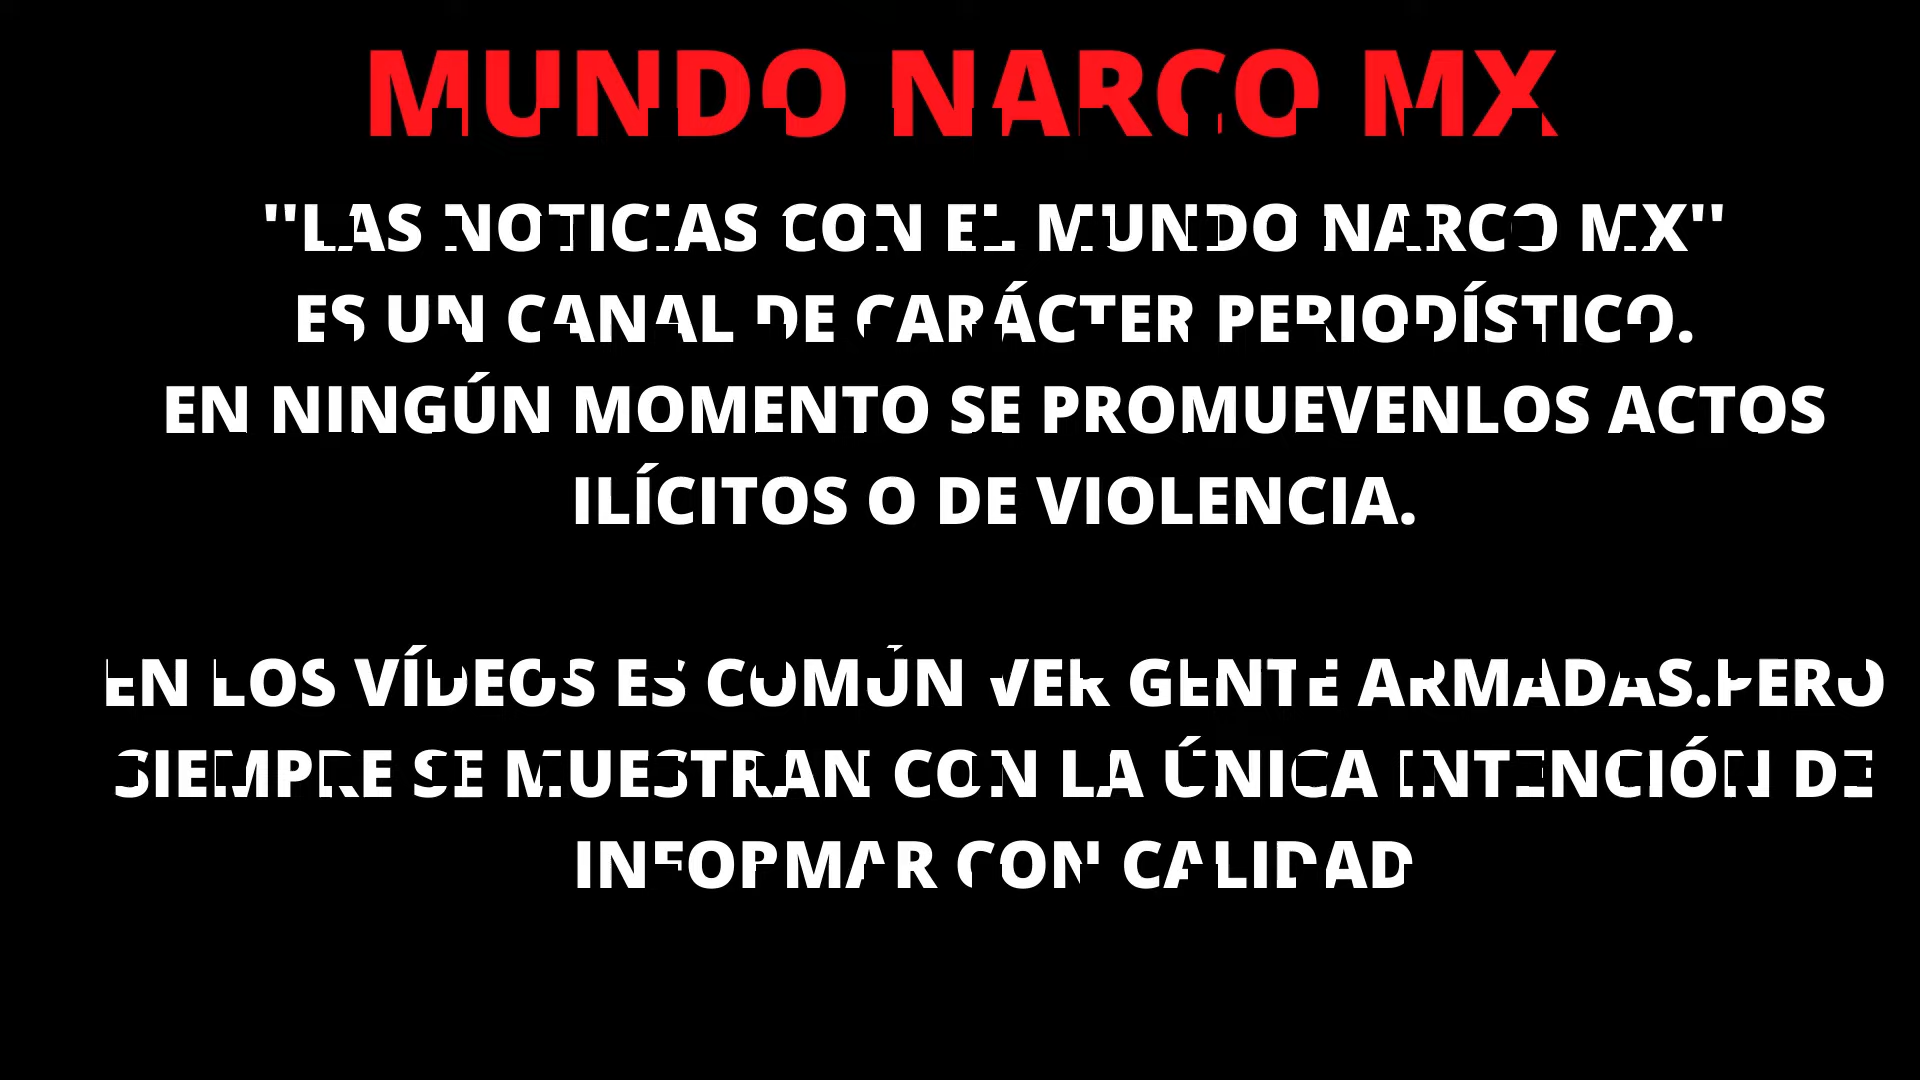 MUNDO NARCO MX
"LAS NOTICIAS CON EL MUNDO NARCO MX"
ES UN CANAL DE CARÁCTER PERIODÍSTICO.
EN NINGÚN MOMENTO SE PROMUEVENLOS ACTOS
ILÍCITOS O DE VIOLENCIA.
EN LOS VÍDEOS ES COMÚN VER GENTE ARMADAS.PERO
SIEMPRE SE MUESTRAN CON LA ÚNICA INTENCIÓN DE
INFORMAR CON CALIDAD